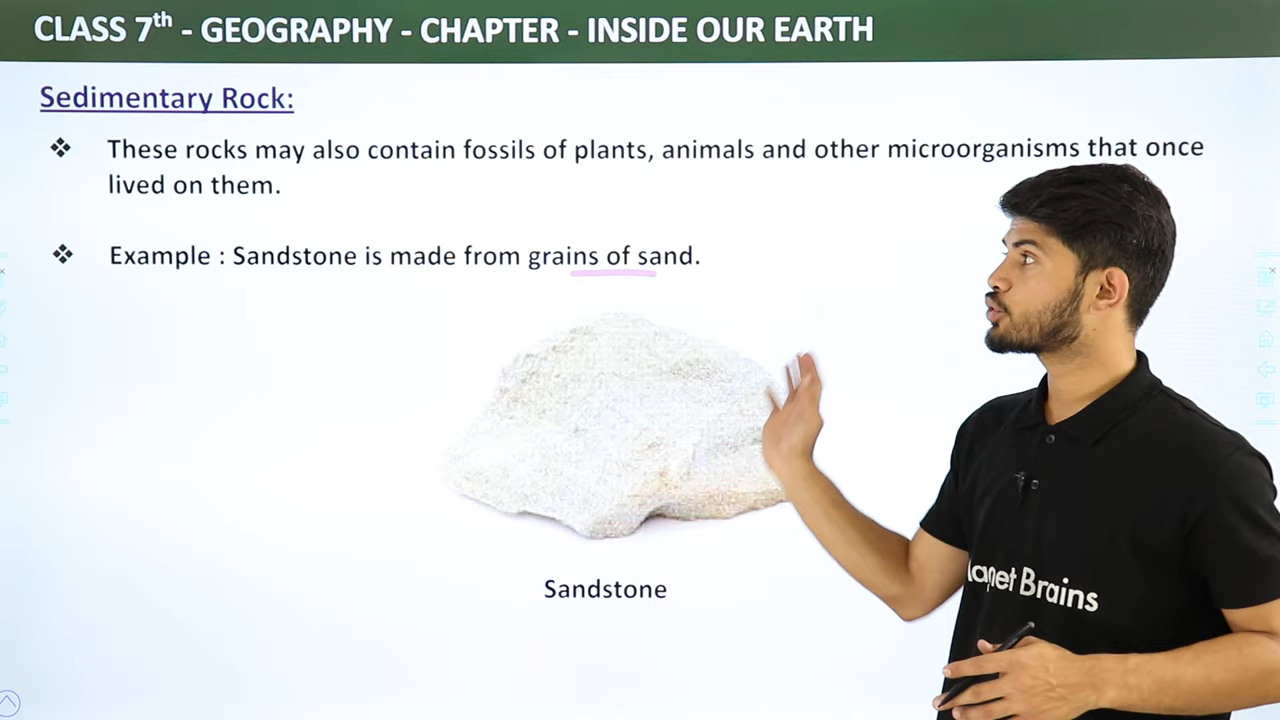 CLASS 7th - GEOGRAPHY - CHAPTER - INSIDE OUR EARTH
Sedimentary Rock:
❖ These rocks may also contain fossils of plants, animals and other microorganisms that once
lived on them.
❖ Example : Sandstone is made from grains of sand.
Sandstone
Brains